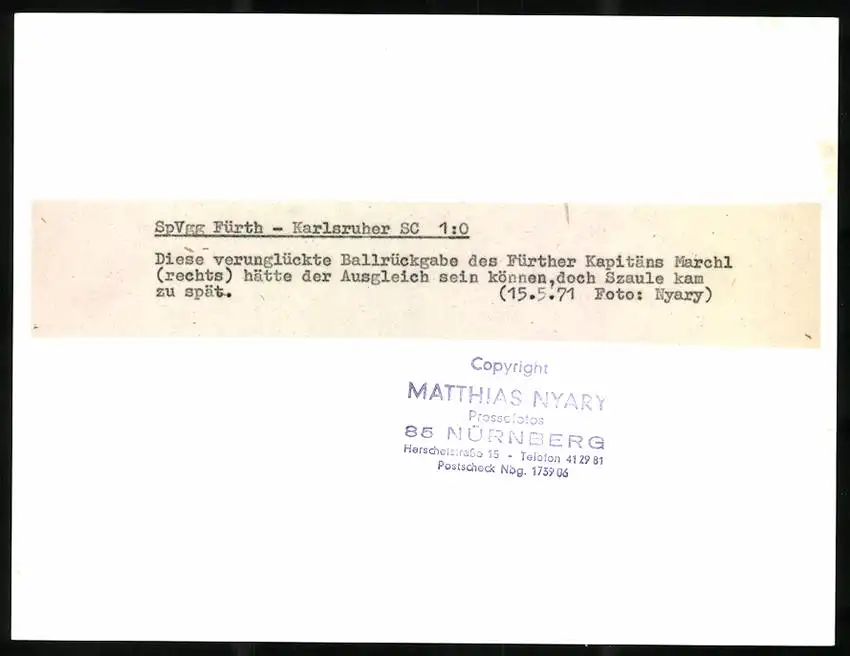 SpVgg Fürth - Karlsruher SC 1:0
Diese verunglückte Ballrückgabe des Fürther Kapitäns Marchl
(rechts) hätte der Ausgleich sein können,doch Szaule kam
zu spät. (15.5.71 Foto: Nyary)
Copyright
MATTHIAS NYARY
Pressefotos
85 NÜRNBERG
Herschelstraße 15 - Telefon 41 29 81
Postscheck Nbg. 1759 06